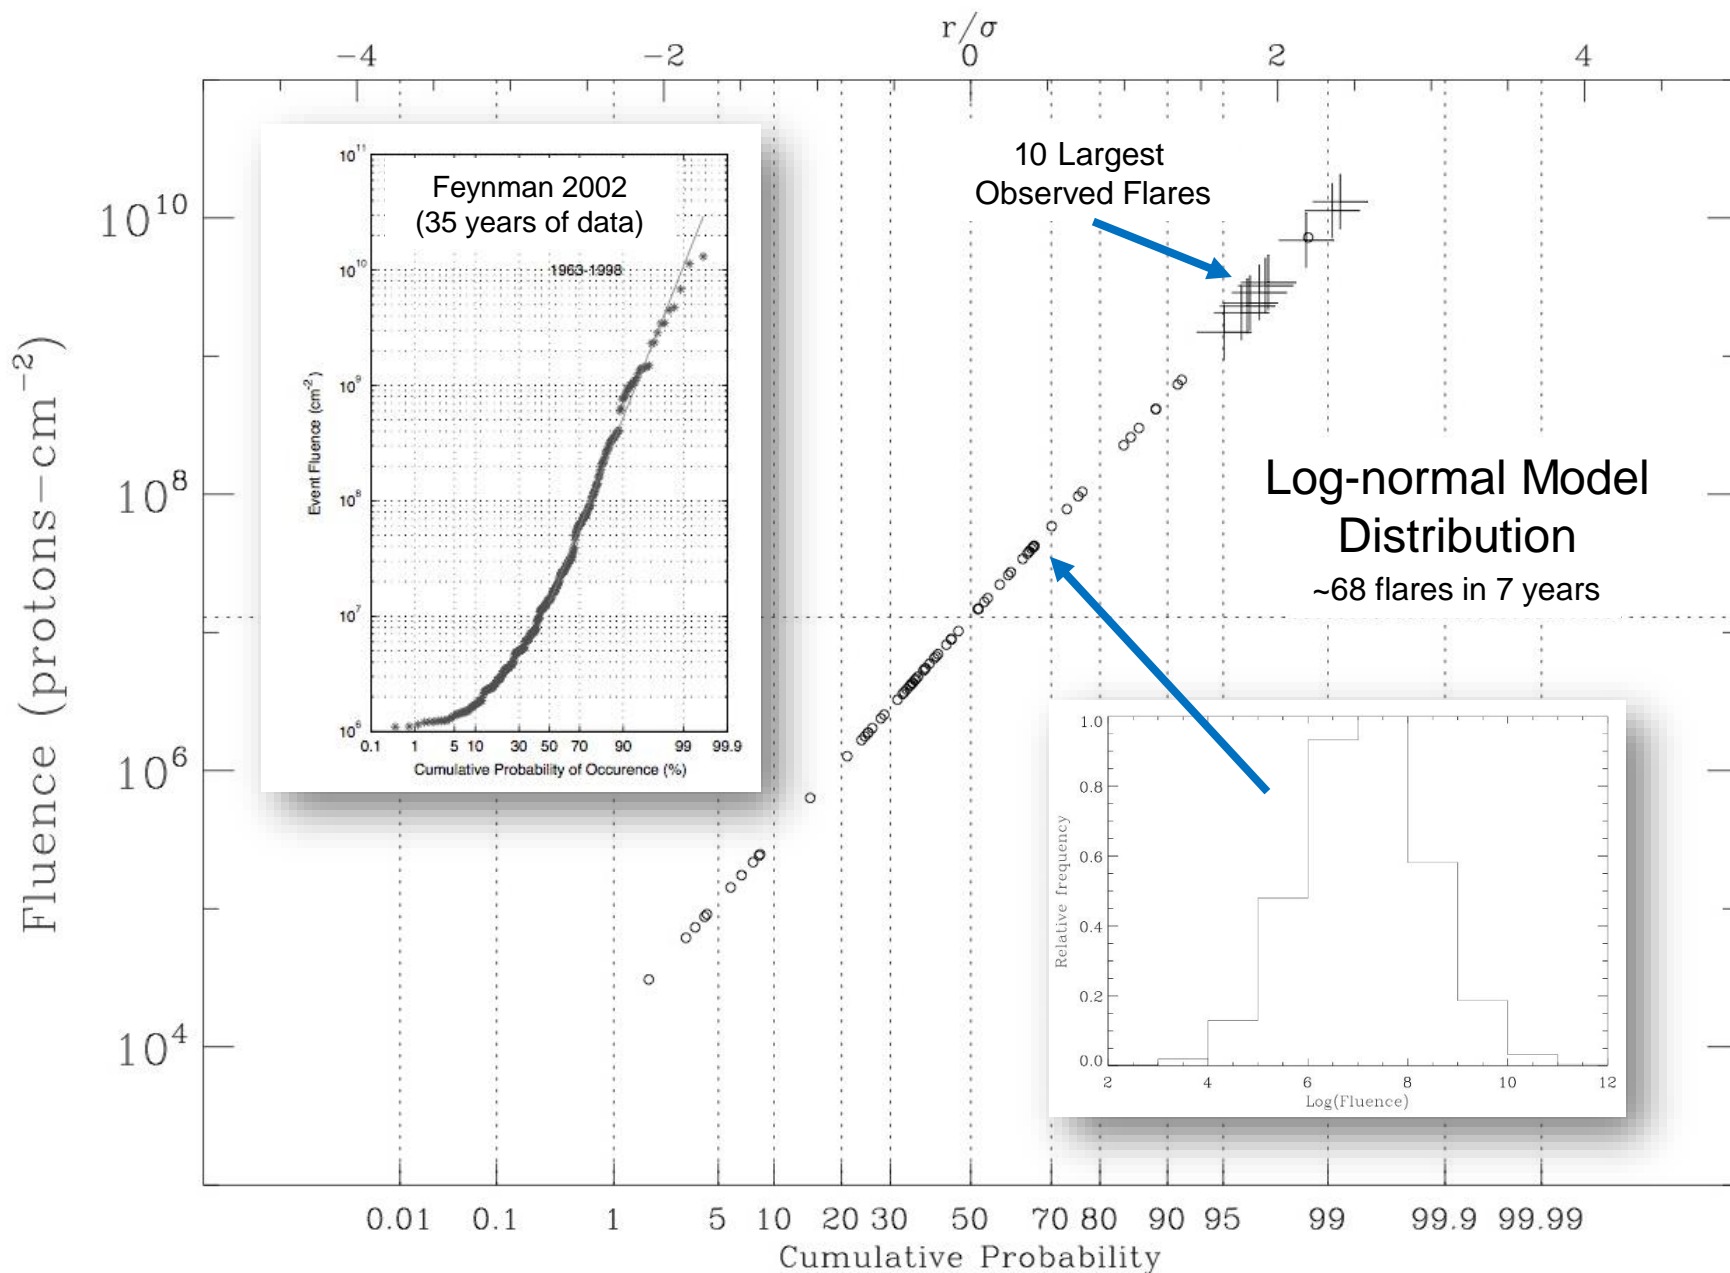 r/σ
−4 −2 0 2 4
Fluence (protons−cm⁻²)
10¹⁰
10⁸
10⁶
10⁴
0.01 0.1 1 5 10 20 30 50 70 80 90 95 99 99.9 99.99
Cumulative Probability
Feynman 2002
(35 years of data)
1963-1998
Event Fluence (cm⁻²)
10¹¹
10¹⁰
10⁹
10⁸
10⁷
10⁶
0.1 1 5 10 30 50 70 90 99 99.9
Cumulative Probability of Occurence (%)
10 Largest
Observed Flares
Log-normal Model
Distribution
~68 flares in 7 years
Relative frequency
1.0
0.8
0.6
0.4
0.2
0.0
2 4 6 8 10 12
Log(Fluence)